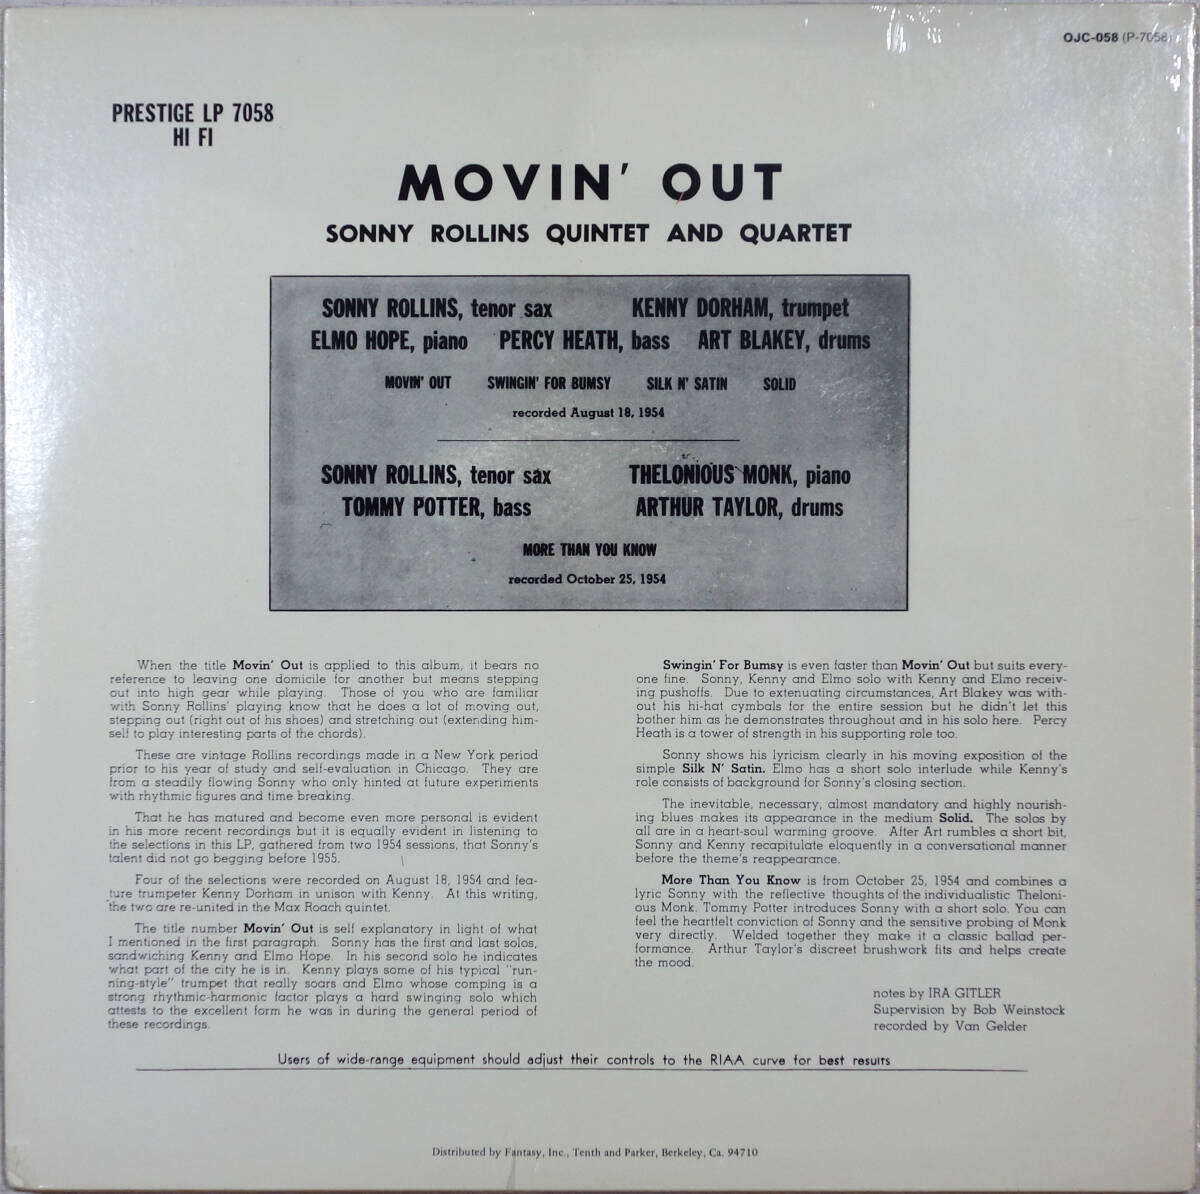 OJC-058 (P-7058)
PRESTIGE LP 7058
HI FI
MOVIN' OUT
SONNY ROLLINS QUINTET AND QUARTET
SONNY ROLLINS, tenor sax KENNY DORHAM, trumpet
ELMO HOPE, piano PERCY HEATH, bass ART BLAKEY, drums
MOVIN' OUT SWINGIN' FOR BUMSY SILK N' SATIN SOLID
recorded August 18, 1954
SONNY ROLLINS, tenor sax THELONIOUS MONK, piano
TOMMY POTTER, bass ARTHUR TAYLOR, drums
MORE THAN YOU KNOW
recorded October 25, 1954
When the title Movin' Out is applied to this album, it bears no
reference to leaving one domicile for another but means stepping
out into high gear while playing. Those of you who are familiar
with Sonny Rollins' playing know that he does a lot of moving out,
stepping out (right out of his shoes) and stretching out (extending him-
self to play interesting parts of the chords).
These are vintage Rollins recordings made in a New York period
prior to his year of study and self-evaluation in Chicago. They are
from a steadily flowing Sonny who only hinted at future experiments
with rhythmic figures and time breaking.
That he has matured and become even more personal is evident
in his more recent recordings but it is equally evident in listening to
the selections in this LP, gathered from two 1954 sessions, that Sonny's
talent did not go begging before 1955.
Four of the selections were recorded on August 18, 1954 and fea-
ture trumpeter Kenny Dorham in unison with Kenny. At this writing,
the two are re-united in the Max Roach quintet.
The title number Movin' Out is self explanatory in light of what
I mentioned in the first paragraph. Sonny has the first and last solos,
sandwiching Kenny and Elmo Hope. In his second solo he indicates
what part of the city he is in. Kenny plays some of his typical "run-
ning-style" trumpet that really soars and Elmo whose comping is a
strong rhythmic-harmonic factor plays a hard swinging solo which
attests to the excellent form he was in during the general period of
these recordings.
Swingin' For Bumsy is even faster than Movin' Out but suits every-
one fine. Sonny, Kenny and Elmo solo with Kenny and Elmo receiv-
ing pushoffs. Due to extenuating circumstances, Art Blakey was with-
out his hi-hat cymbals for the entire session but he didn't let this
bother him as he demonstrates throughout and in his solo here. Percy
Heath is a tower of strength in his supporting role too.
Sonny shows his lyricism clearly in his moving exposition of the
simple Silk N' Satin. Elmo has a short solo interlude while Kenny's
role consists of background for Sonny's closing section.
The inevitable, necessary, almost mandatory and highly nourish-
ing blues makes its appearance in the medium Solid. The solos by
all are in a heart-soul warming groove. After Art rumbles a short bit,
Sonny and Kenny recapitulate eloquently in a conversational manner
before the theme's reappearance.
More Than You Know is from October 25, 1954 and combines a
lyric Sonny with the reflective thoughts of the individualistic Theloni-
ous Monk. Tommy Potter introduces Sonny with a short solo. You can
feel the heartfelt conviction of Sonny and the sensitive probing of Monk
very directly. Welded together they make it a classic ballad per-
formance. Arthur Taylor's discreet brushwork fits and helps create
the mood.
notes by IRA GITLER
Supervision by Bob Weinstock
recorded by Van Gelder
Users of wide-range equipment should adjust their controls to the RIAA curve for best results
Distributed by Fantasy, Inc., Tenth and Parker, Berkeley, Ca. 94710